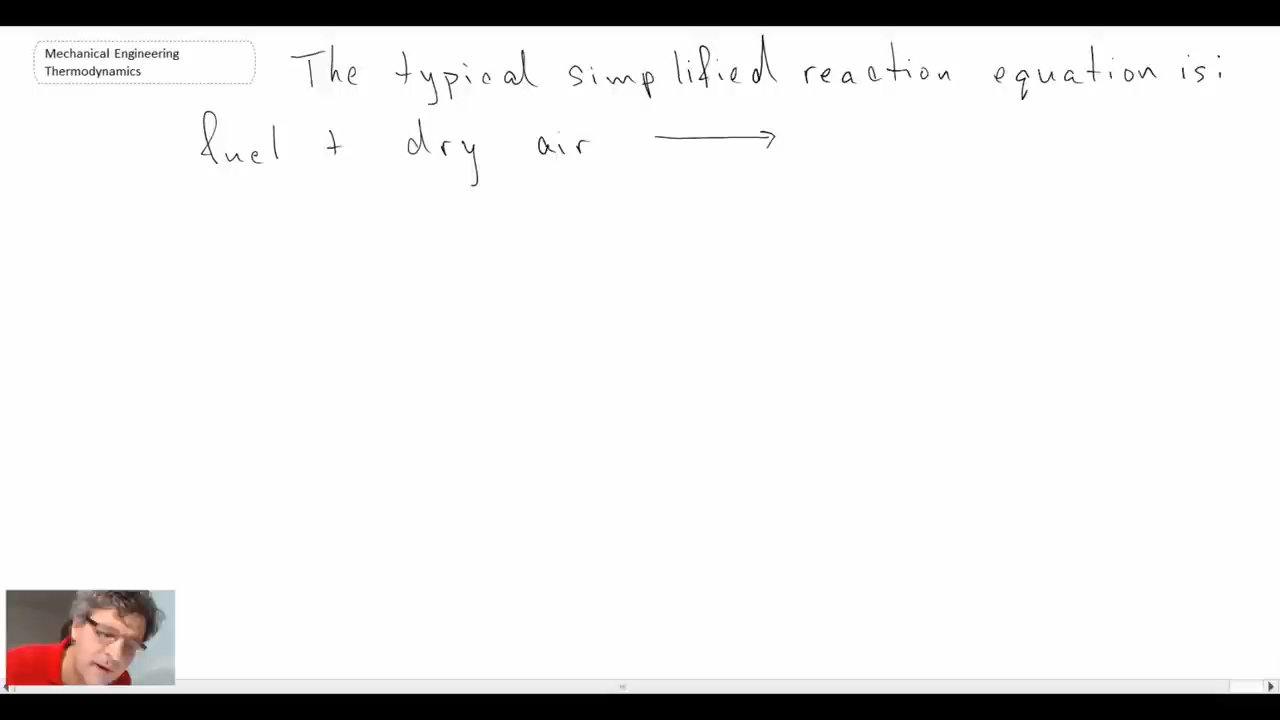 Mechanical Engineering
Thermodynamics
The typical simplified reaction equation is:
fuel + dry air ⟶